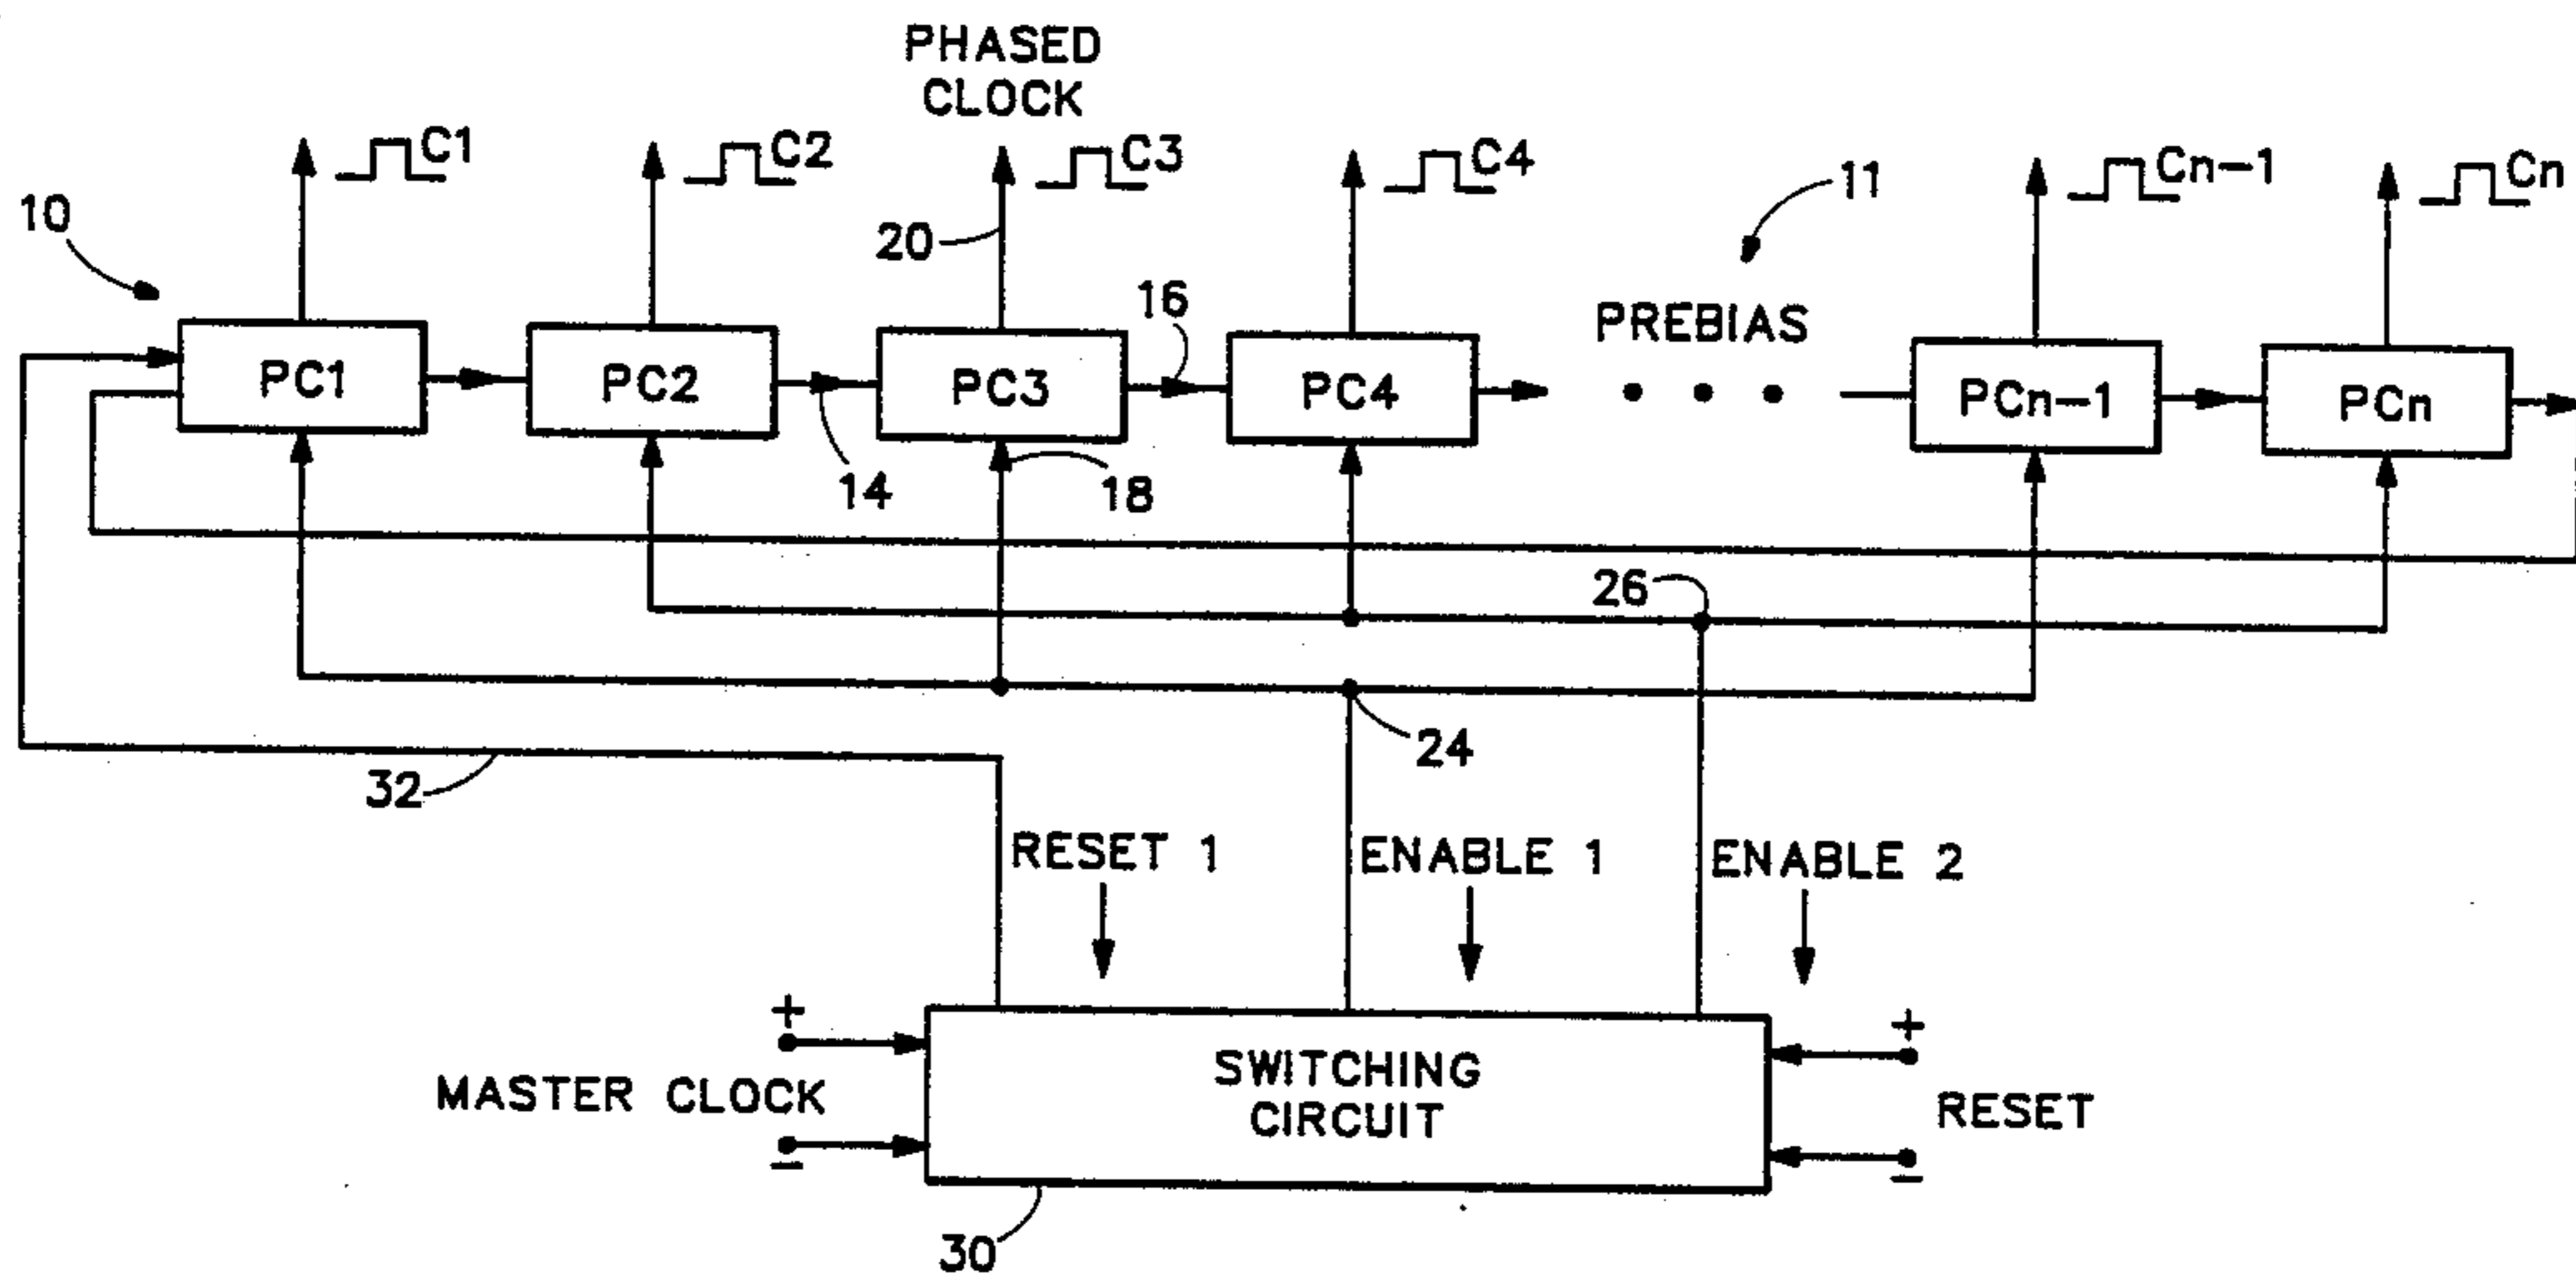 PHASED
CLOCK
C1
C2
C3
C4
Cn-1
Cn
10
20
11
16
PREBIAS
PC1
PC2
PC3
PC4
PCn-1
PCn
14
18
26
24
32
RESET 1
ENABLE 1
ENABLE 2
+
+
MASTER CLOCK
SWITCHING
CIRCUIT
RESET
-
-
30